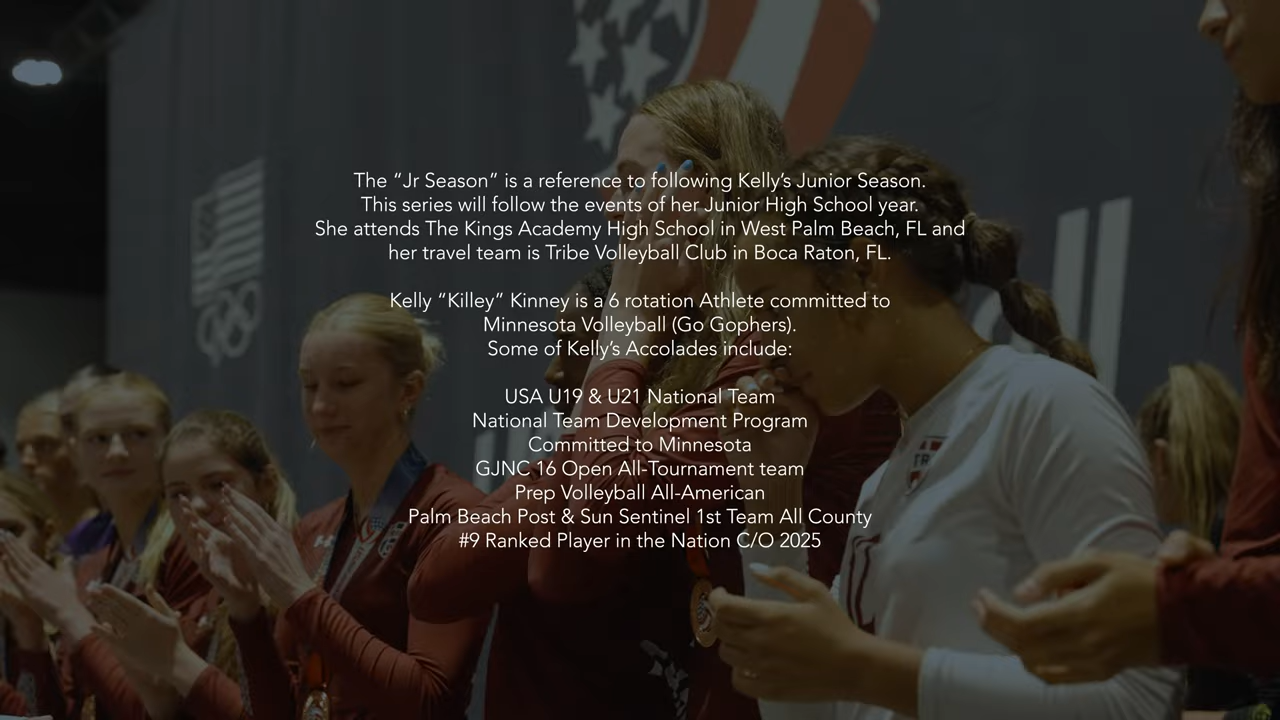 The “Jr Season” is a reference to following Kelly’s Junior Season.
This series will follow the events of her Junior High School year.
She attends The Kings Academy High School in West Palm Beach, FL and
her travel team is Tribe Volleyball Club in Boca Raton, FL.
Kelly “Killey” Kinney is a 6 rotation Athlete committed to
Minnesota Volleyball (Go Gophers).
Some of Kelly’s Accolades include:
USA U19 & U21 National Team
National Team Development Program
Committed to Minnesota
GJNC 16 Open All-Tournament team
Prep Volleyball All-American
Palm Beach Post & Sun Sentinel 1st Team All County
#9 Ranked Player in the Nation C/O 2025